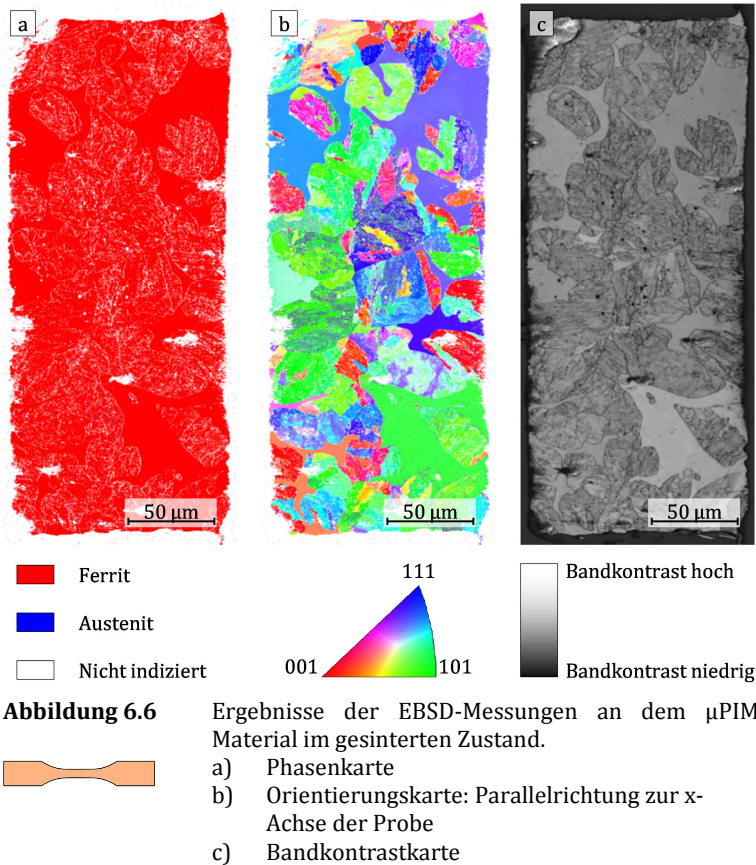 a
b
c
50 µm
50 µm
50 µm
Ferrit
Austenit
Nicht indiziert
111
001
101
Bandkontrast hoch
Bandkontrast niedrig
Abbildung 6.6 Ergebnisse der EBSD-Messungen an dem µPIM
Material im gesinterten Zustand.
a) Phasenkarte
b) Orientierungskarte: Parallelrichtung zur x-
Achse der Probe
c) Bandkontrastkarte